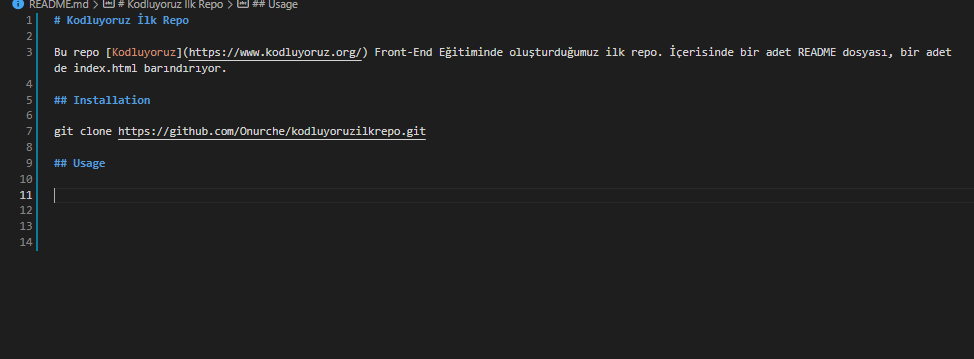 README.md > # Kodluyoruz İlk Repo > ## Usage
1 # Kodluyoruz İlk Repo
2
3 Bu repo [Kodluyoruz](https://www.kodluyoruz.org/) Front-End Eğitiminde oluşturduğumuz ilk repo. İçerisinde bir adet README dosyası, bir adet
de index.html barındırıyor.
4
5 ## Installation
6
7 git clone https://github.com/Onurche/kodluyoruzilkrepo.git
8
9 ## Usage
10
11
12
13
14